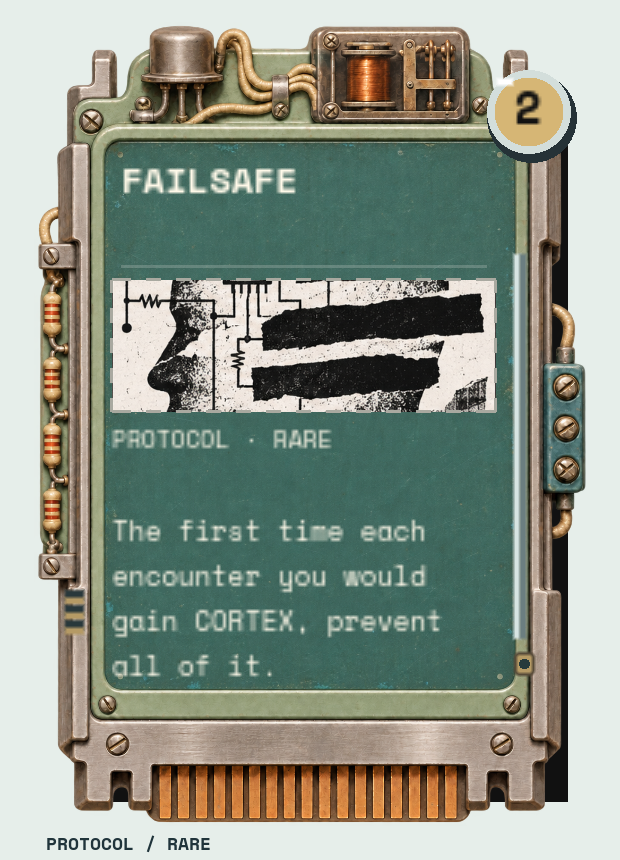 2
FAILSAFE
PROTOCOL · RARE
The first time each
encounter you would
gain CORTEX, prevent
all of it.
PROTOCOL / RARE